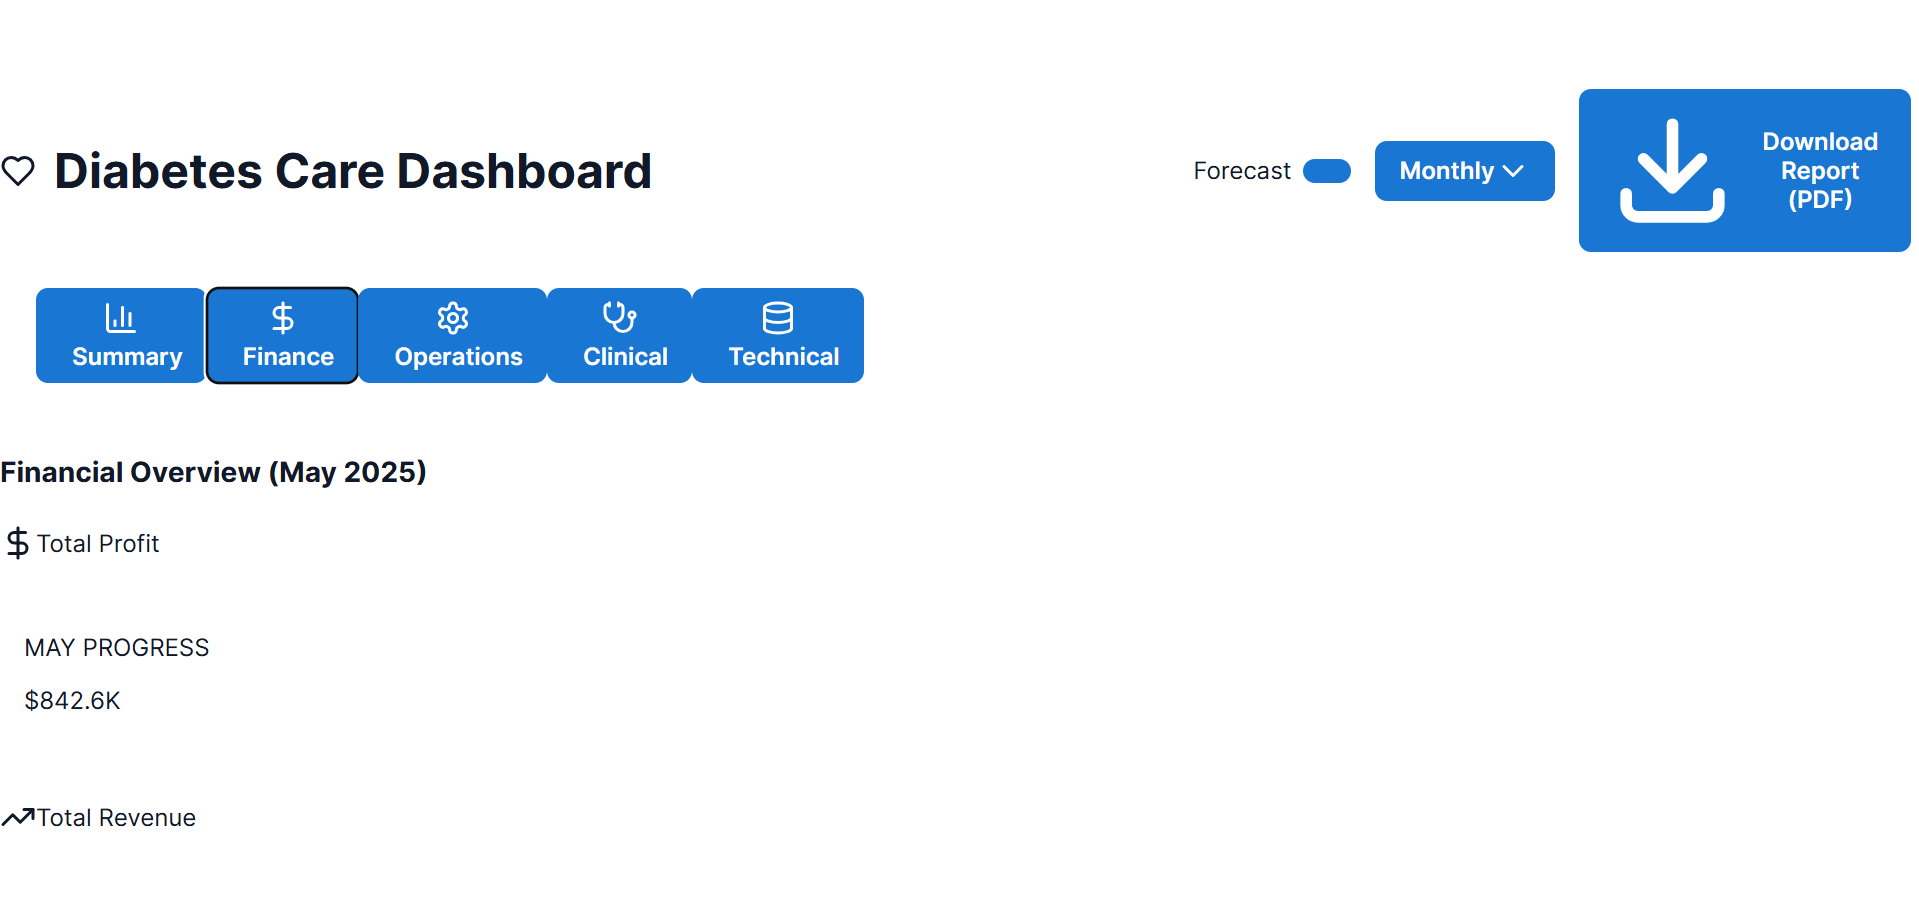 Diabetes Care Dashboard
Forecast
Monthly
Download
Report
(PDF)
Summary
Finance
Operations
Clinical
Technical
Financial Overview (May 2025)
Total Profit
MAY PROGRESS
$842.6K
Total Revenue